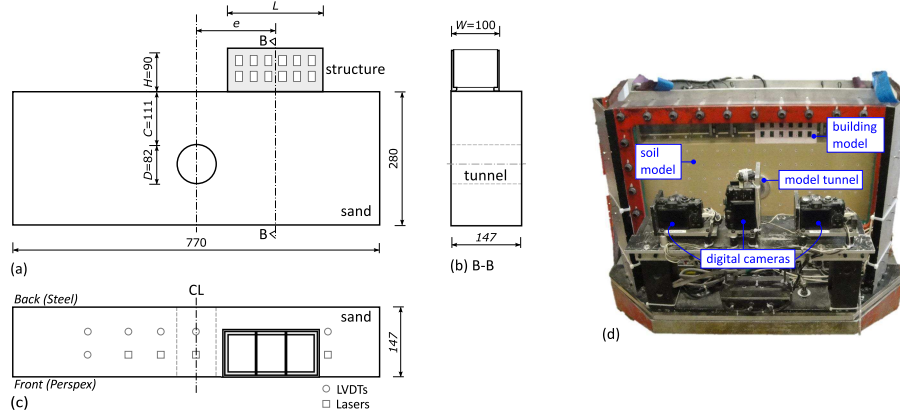 L
e
B
H=90
structure
C=111
D=82
280
sand
B
770
(a)
W=100
tunnel
147
(b) B-B
building
model
soil
model
model tunnel
digital cameras
(d)
CL
Back (Steel)
sand
147
Front (Perspex)
LVDTs
Lasers
(c)